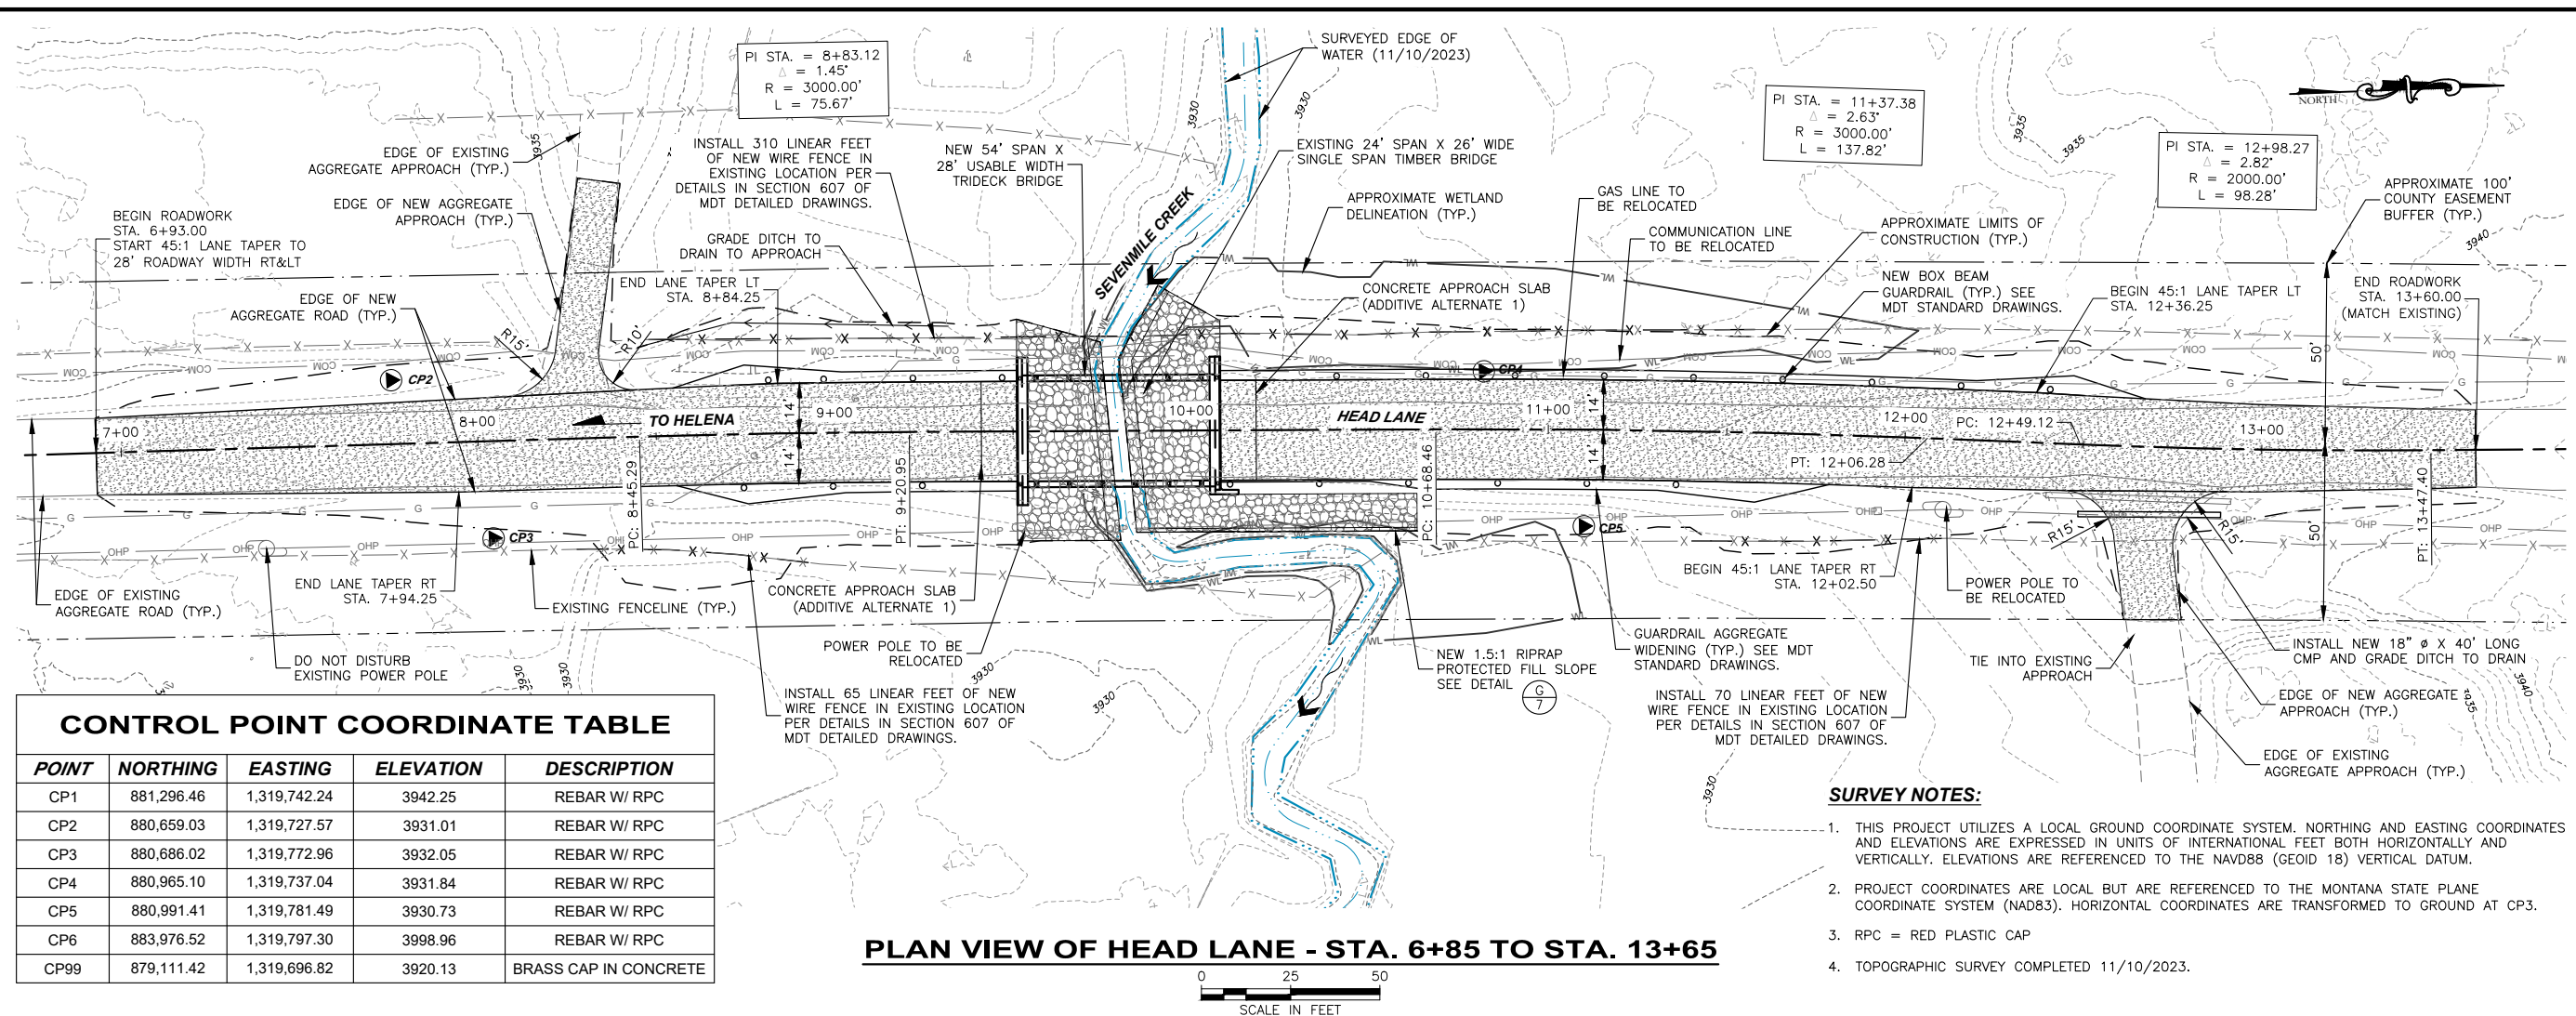 PI STA. = 8+83.12
Δ = 1.45°
R = 3000.00'
L = 75.67'
SURVEYED EDGE OF
WATER (11/10/2023)
PI STA. = 11+37.38
Δ = 2.63°
R = 3000.00'
L = 137.82'
NORTH
PI STA. = 12+98.27
Δ = 2.82°
R = 2000.00'
L = 98.28'
EDGE OF EXISTING
AGGREGATE APPROACH (TYP.)
EDGE OF NEW AGGREGATE
APPROACH (TYP.)
INSTALL 310 LINEAR FEET
OF NEW WIRE FENCE IN
EXISTING LOCATION PER
DETAILS IN SECTION 607 OF
MDT DETAILED DRAWINGS.
NEW 54' SPAN X
28' USABLE WIDTH
TRIDECK BRIDGE
EXISTING 24' SPAN X 26' WIDE
SINGLE SPAN TIMBER BRIDGE
APPROXIMATE WETLAND
DELINEATION (TYP.)
GAS LINE TO
BE RELOCATED
COMMUNICATION LINE
TO BE RELOCATED
APPROXIMATE LIMITS OF
CONSTRUCTION (TYP.)
APPROXIMATE 100'
COUNTY EASEMENT
BUFFER (TYP.)
BEGIN ROADWORK
STA. 6+93.00
START 45:1 LANE TAPER TO
28' ROADWAY WIDTH RT&LT
GRADE DITCH TO
DRAIN TO APPROACH
SEVENMILE CREEK
END LANE TAPER LT
STA. 8+84.25
EDGE OF NEW
AGGREGATE ROAD (TYP.)
CONCRETE APPROACH SLAB
(ADDITIVE ALTERNATE 1)
NEW BOX BEAM
GUARDRAIL (TYP.) SEE
MDT STANDARD DRAWINGS.
BEGIN 45:1 LANE TAPER LT
STA. 12+36.25
END ROADWORK
STA. 13+60.00
(MATCH EXISTING)
3930
3930
3935
3935
3935
3940
R15'
R10'
CP2
CP4
50'
7+00
8+00
TO HELENA
14'
9+00
10+00
HEAD LANE
11+00
14'
12+00
PC: 12+49.12
13+00
14'
14'
PT: 12+06.28
PC: 8+45.29
PT: 9+20.95
PC: 10+68.46
PT: 13+47.40
CP3
CP5
R15'
R15'
50'
EDGE OF EXISTING
AGGREGATE ROAD (TYP.)
END LANE TAPER RT
STA. 7+94.25
EXISTING FENCELINE (TYP.)
CONCRETE APPROACH SLAB
(ADDITIVE ALTERNATE 1)
BEGIN 45:1 LANE TAPER RT
STA. 12+02.50
POWER POLE TO
BE RELOCATED
DO NOT DISTURB
EXISTING POWER POLE
POWER POLE TO BE
RELOCATED
INSTALL 65 LINEAR FEET OF NEW
WIRE FENCE IN EXISTING LOCATION
PER DETAILS IN SECTION 607 OF
MDT DETAILED DRAWINGS.
NEW 1.5:1 RIPRAP
PROTECTED FILL SLOPE
SEE DETAIL
G
7
GUARDRAIL AGGREGATE
WIDENING (TYP.) SEE MDT
STANDARD DRAWINGS.
INSTALL 70 LINEAR FEET OF NEW
WIRE FENCE IN EXISTING LOCATION
PER DETAILS IN SECTION 607 OF
MDT DETAILED DRAWINGS.
TIE INTO EXISTING
APPROACH
INSTALL NEW 18" ø X 40' LONG
CMP AND GRADE DITCH TO DRAIN
EDGE OF NEW AGGREGATE
APPROACH (TYP.)
EDGE OF EXISTING
AGGREGATE APPROACH (TYP.)
3930
3930
3930
3930
3930
3935
3940
CONTROL POINT COORDINATE TABLE
POINT NORTHING EASTING ELEVATION DESCRIPTION
CP1 881,296.46 1,319,742.24 3942.25 REBAR W/ RPC
CP2 880,659.03 1,319,727.57 3931.01 REBAR W/ RPC
CP3 880,686.02 1,319,772.96 3932.05 REBAR W/ RPC
CP4 880,965.10 1,319,737.04 3931.84 REBAR W/ RPC
CP5 880,991.41 1,319,781.49 3930.73 REBAR W/ RPC
CP6 883,976.52 1,319,797.30 3998.96 REBAR W/ RPC
CP99 879,111.42 1,319,696.82 3920.13 BRASS CAP IN CONCRETE
PLAN VIEW OF HEAD LANE - STA. 6+85 TO STA. 13+65
0 25 50
SCALE IN FEET
SURVEY NOTES:
1. THIS PROJECT UTILIZES A LOCAL GROUND COORDINATE SYSTEM. NORTHING AND EASTING COORDINATES
AND ELEVATIONS ARE EXPRESSED IN UNITS OF INTERNATIONAL FEET BOTH HORIZONTALLY AND
VERTICALLY. ELEVATIONS ARE REFERENCED TO THE NAVD88 (GEOID 18) VERTICAL DATUM.
2. PROJECT COORDINATES ARE LOCAL BUT ARE REFERENCED TO THE MONTANA STATE PLANE
COORDINATE SYSTEM (NAD83). HORIZONTAL COORDINATES ARE TRANSFORMED TO GROUND AT CP3.
3. RPC = RED PLASTIC CAP
4. TOPOGRAPHIC SURVEY COMPLETED 11/10/2023.